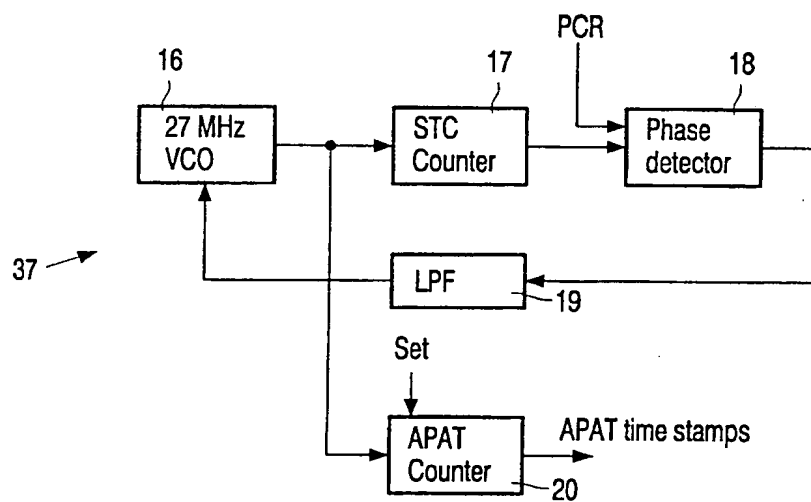 PCR
16
17
18
27 MHz
VCO
STC
Counter
Phase
detector
37
LPF
19
Set
APAT
Counter
APAT time stamps
20